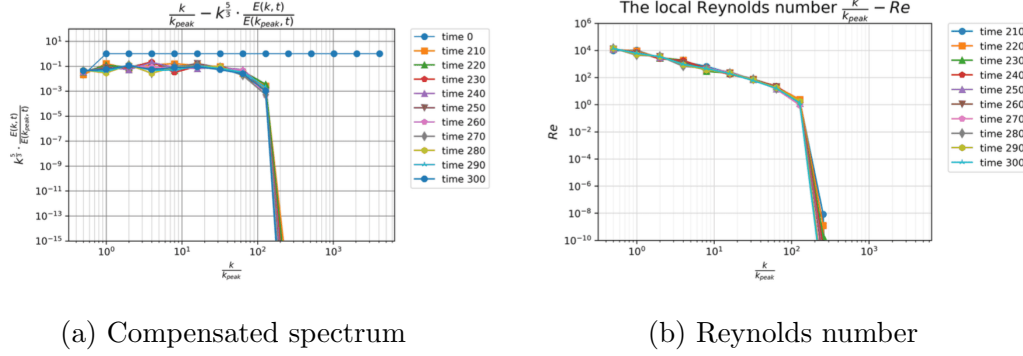 k/k_peak − k^(5/3) · E(k, t)/E(k_peak, t)
k^(5/3) · E(k, t)/E(k_peak, t)
10^1
10^-1
10^-3
10^-5
10^-7
10^-9
10^-11
10^-13
10^-15
10^0 10^1 10^2 10^3
k/k_peak
time 0
time 210
time 220
time 230
time 240
time 250
time 260
time 270
time 280
time 290
time 300
(a) Compensated spectrum
The local Reynolds number k/k_peak − Re
Re
10^6
10^4
10^2
10^0
10^-2
10^-4
10^-6
10^-8
10^-10
10^0 10^1 10^2 10^3
k/k_peak
time 210
time 220
time 230
time 240
time 250
time 260
time 270
time 280
time 290
time 300
(b) Reynolds number